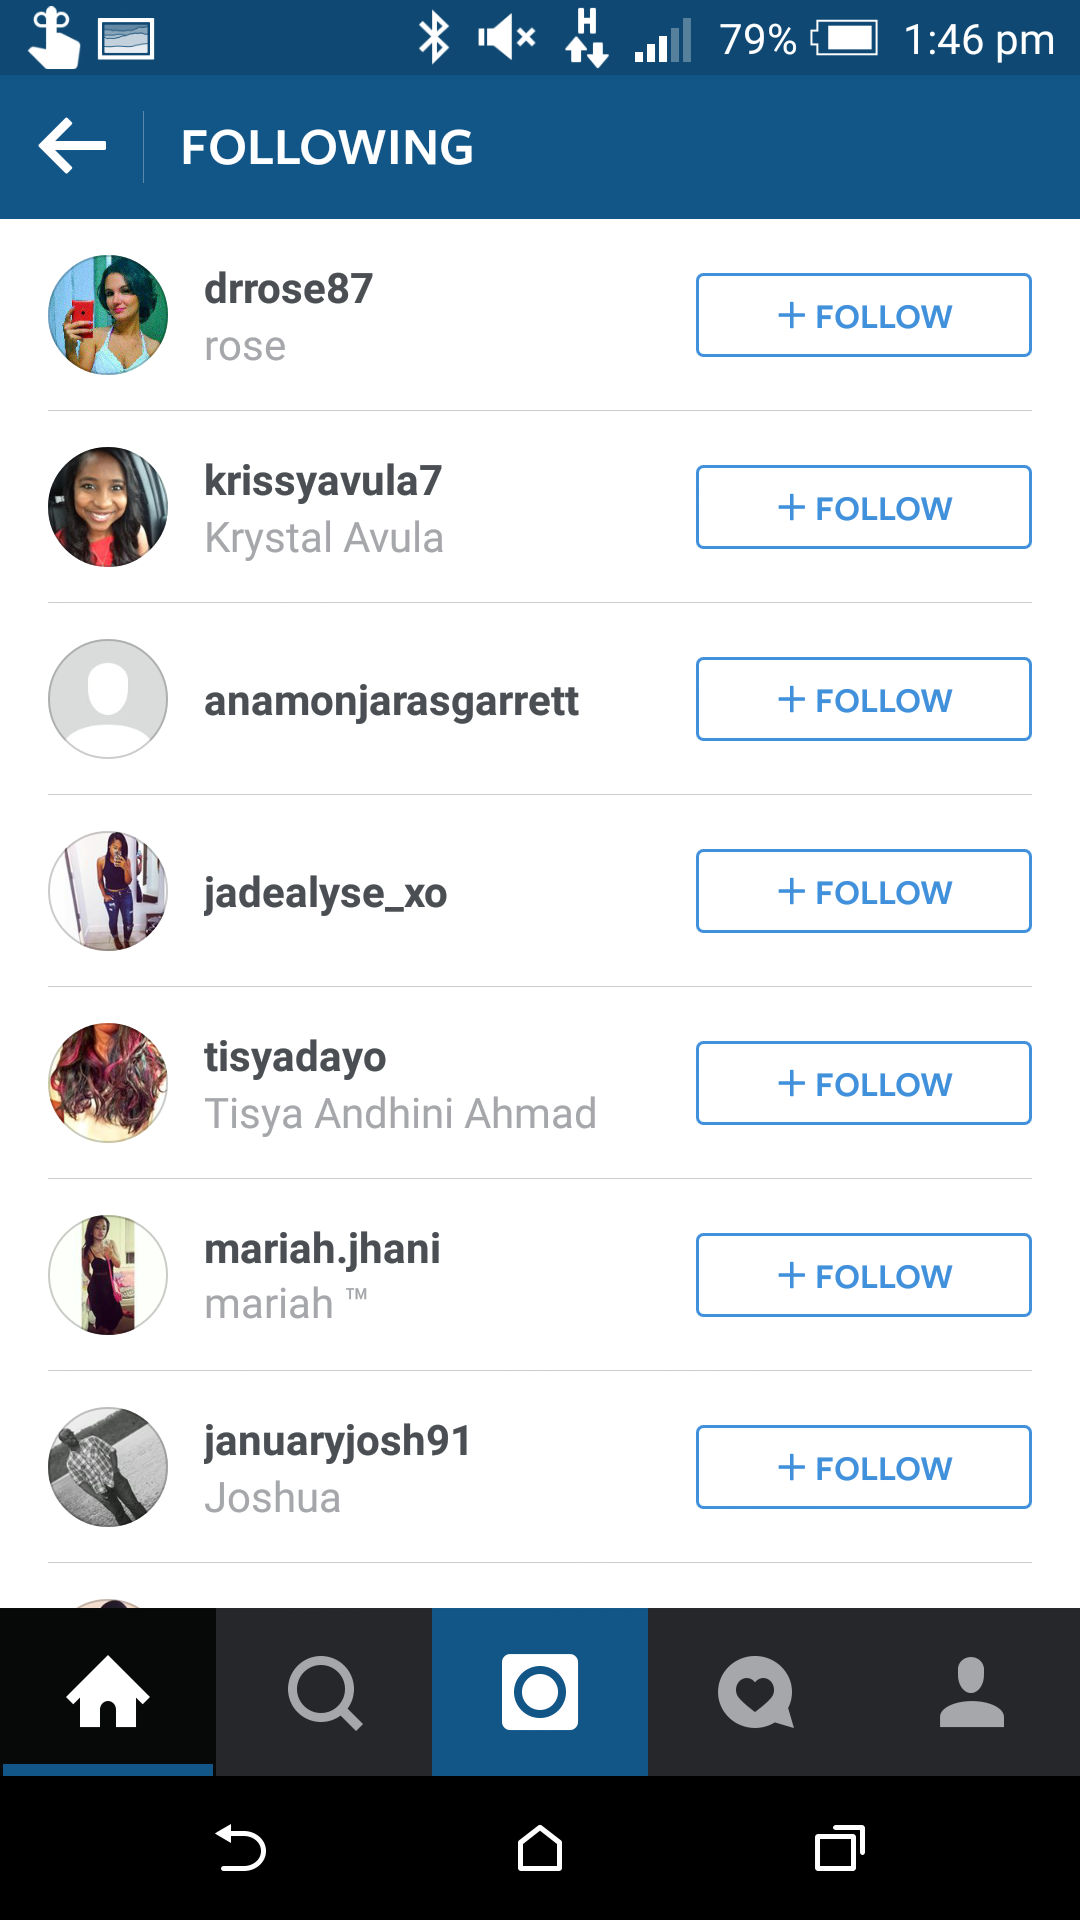 H 79% 1:46 pm
FOLLOWING
drrose87
rose
+ FOLLOW
krissyavula7
Krystal Avula
+ FOLLOW
anamonjarasgarrett
+ FOLLOW
jadealyse_xo
+ FOLLOW
tisyadayo
Tisya Andhini Ahmad
+ FOLLOW
mariah.jhani
mariah ™
+ FOLLOW
januaryjosh91
Joshua
+ FOLLOW